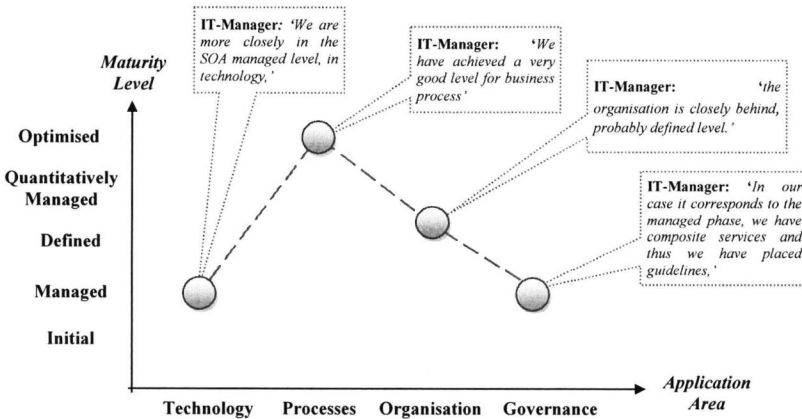 IT-Manager: ‘We are
more closely in the
SOA managed level, in
technology,’
IT-Manager: ‘We
have achieved a very
good level for business
process’
IT-Manager: ‘the
organisation is closely behind,
probably defined level.’
IT-Manager: ‘In our
case it corresponds to the
managed phase, we have
composite services and
thus we have placed
guidelines,’
Maturity
Level
Optimised
Quantitatively
Managed
Defined
Managed
Initial
Technology
Processes
Organisation
Governance
Application
Area